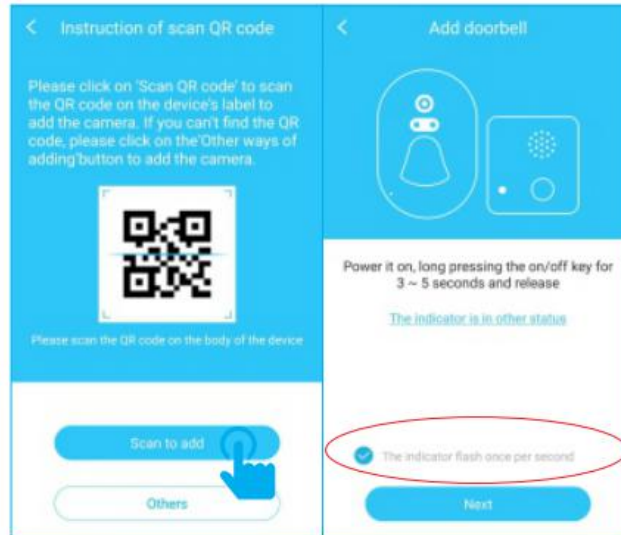 Instruction of scan QR code
Please click on 'Scan QR code' to scan
the QR code on the device's label to
add the camera. If you can't find the QR
code, please click on the'Other ways of
adding'button to add the camera.
Please scan the QR code on the body of the device
Scan to add
Others
Add doorbell
Power it on, long pressing the on/off key for
3 ~ 5 seconds and release
The indicator is in other status
The indicator flash once per second
Next